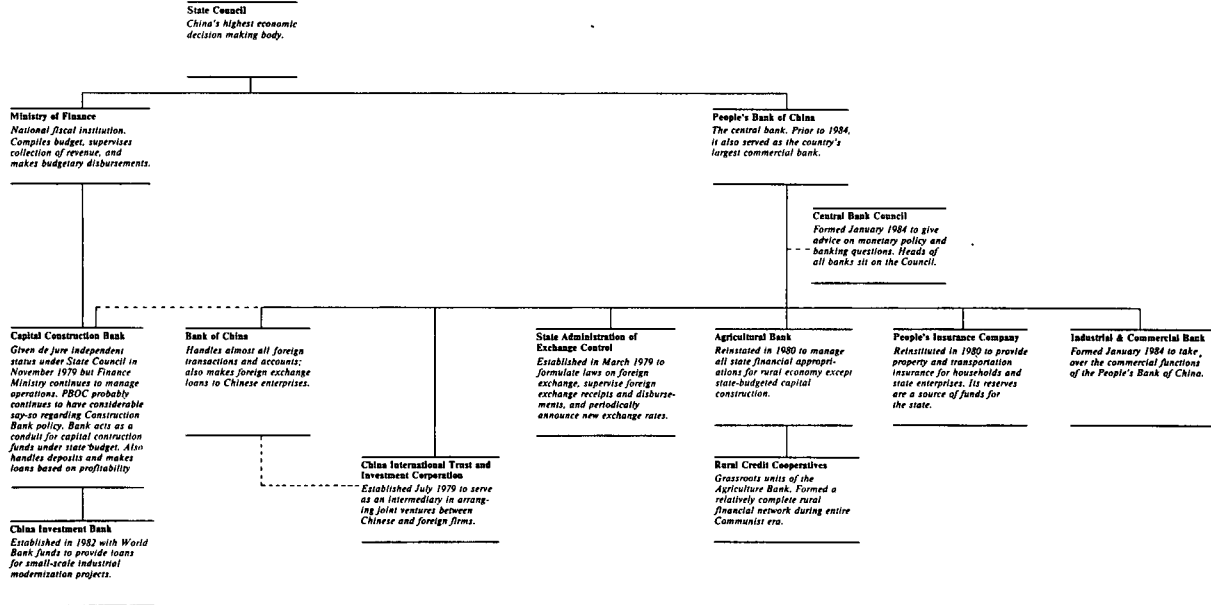 State Council
China's highest economic
decision making body.
Ministry of Finance
National fiscal institution.
Compiles budget, supervises
collection of revenue, and
makes budgetary disbursements.
People's Bank of China
The central bank. Prior to 1984,
it also served as the country's
largest commercial bank.
Central Bank Council
Formed January 1984 to give
advice on monetary policy and
banking questions. Heads of
all banks sit on the Council.
Capital Construction Bank
Given de jure independent
status under State Council in
November 1979 but Finance
Ministry continues to manage
operations. PBOC probably
continues to have considerable
say-so regarding Construction
Bank policy. Bank acts as a
conduit for capital contruction
funds under state budget. Also
handles deposits and makes
loans based on profitability
Bank of China
Handles almost all foreign
transactions and accounts;
also makes foreign exchange
loans to Chinese enterprises.
State Administration of
Exchange Control
Established in March 1979 to
formulate laws on foreign
exchange, supervise foreign
exchange receipts and disburse-
ments, and periodically
announce new exchange rates.
Agricultural Bank
Reinstated in 1980 to manage
all state financial appropri-
ations for rural economy except
state-budgeted capital
construction.
People's Insurance Company
Reinstituted in 1980 to provide
property and transportation
insurance for households and
state enterprises. Its reserves
are a source of funds for
the state.
Industrial & Commercial Bank
Formed January 1984 to take
over the commercial functions
of the People's Bank of China.
China International Trust and
Investment Corporation
Established July 1979 to serve
as an intermediary in arrang-
ing joint ventures between
Chinese and foreign firms.
Rural Credit Cooperatives
Grassroots units of the
Agriculture Bank. Formed a
relatively complete rural
financial network during entire
Communist era.
China Investment Bank
Established in 1982 with World
Bank funds to provide loans
for small-scale industrial
modernization projects.